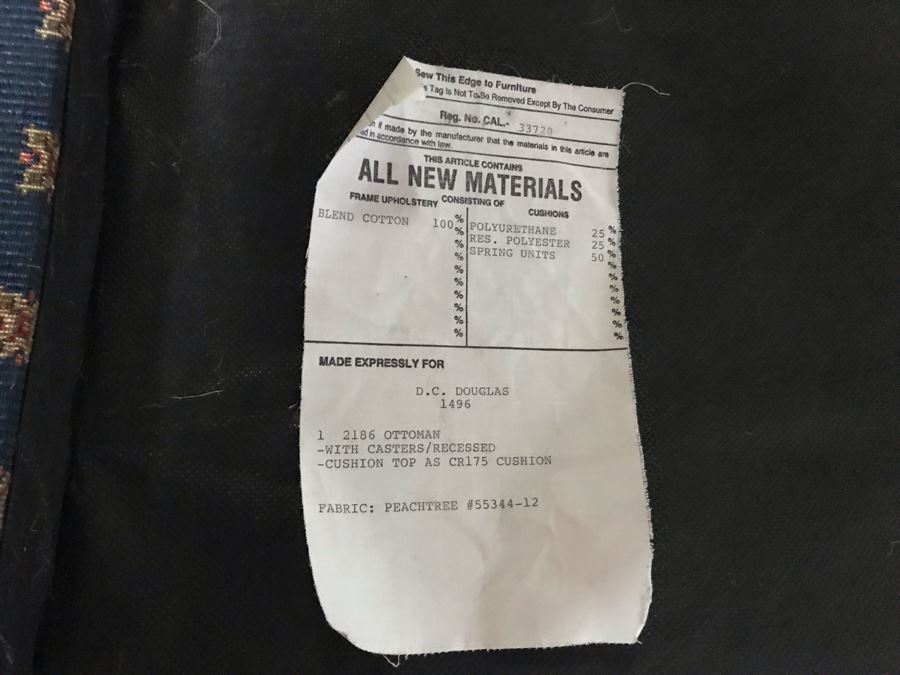 Sew This Edge to Furniture
Tag Is Not To Be Removed Except By The Consumer
Reg. No. CAL.- 33720
if made by the manufacturer that the materials in this article are
in accordance with law.
THIS ARTICLE CONTAINS
ALL NEW MATERIALS
CONSISTING OF
FRAME UPHOLSTERY
BLEND COTTON 100 %
%
%
%
%
%
%
%
%
%
CUSHIONS
POLYURETHANE 25 %
RES. POLYESTER 25 %
SPRING UNITS 50 %
%
%
%
%
%
%
MADE EXPRESSLY FOR
D.C. DOUGLAS
1496
1 2186 OTTOMAN
-WITH CASTERS/RECESSED
-CUSHION TOP AS CR175 CUSHION
FABRIC: PEACHTREE #55344-12